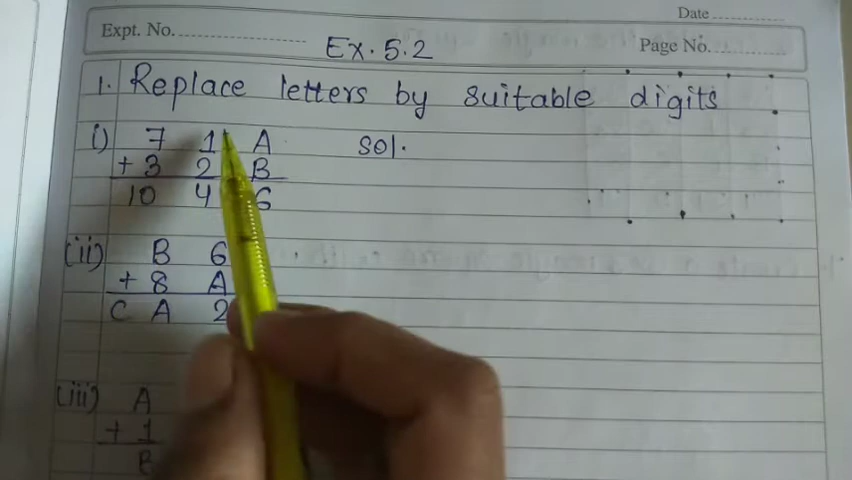 Date
Expt. No.
Ex. 5.2
Page No.
1. Replace letters by suitable digits
i) 7 1 A sol.
+ 3 2 B
10 4 6
(ii) B 6
+ 8 A
C A 2
(iii) A
+ 1
B